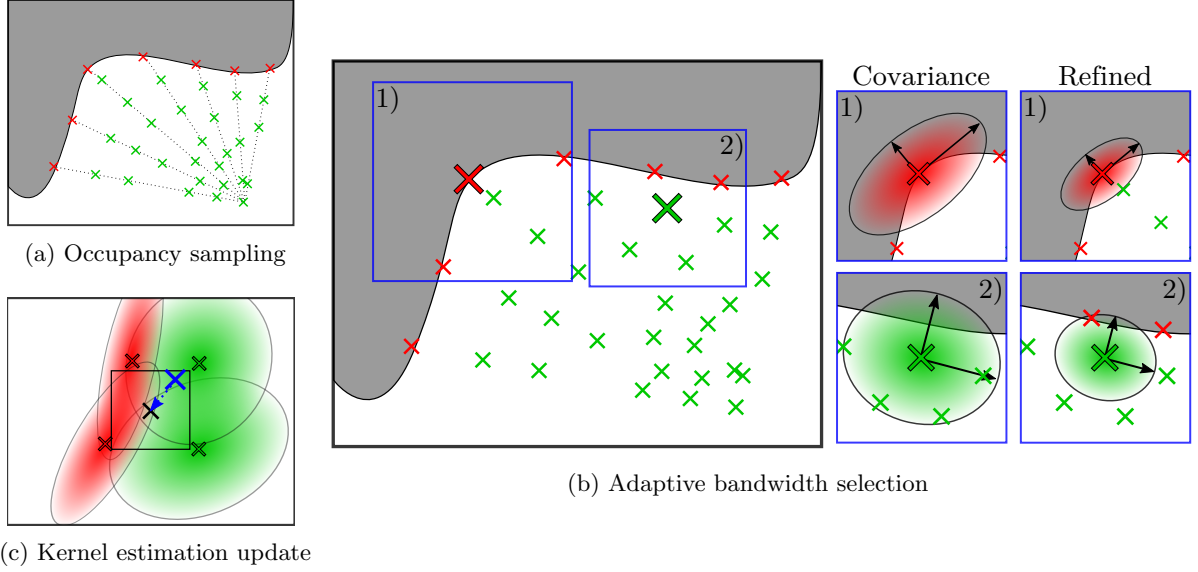 (a) Occupancy sampling
(c) Kernel estimation update
1)
2)
(b) Adaptive bandwidth selection
Covariance
Refined
1)
1)
2)
2)